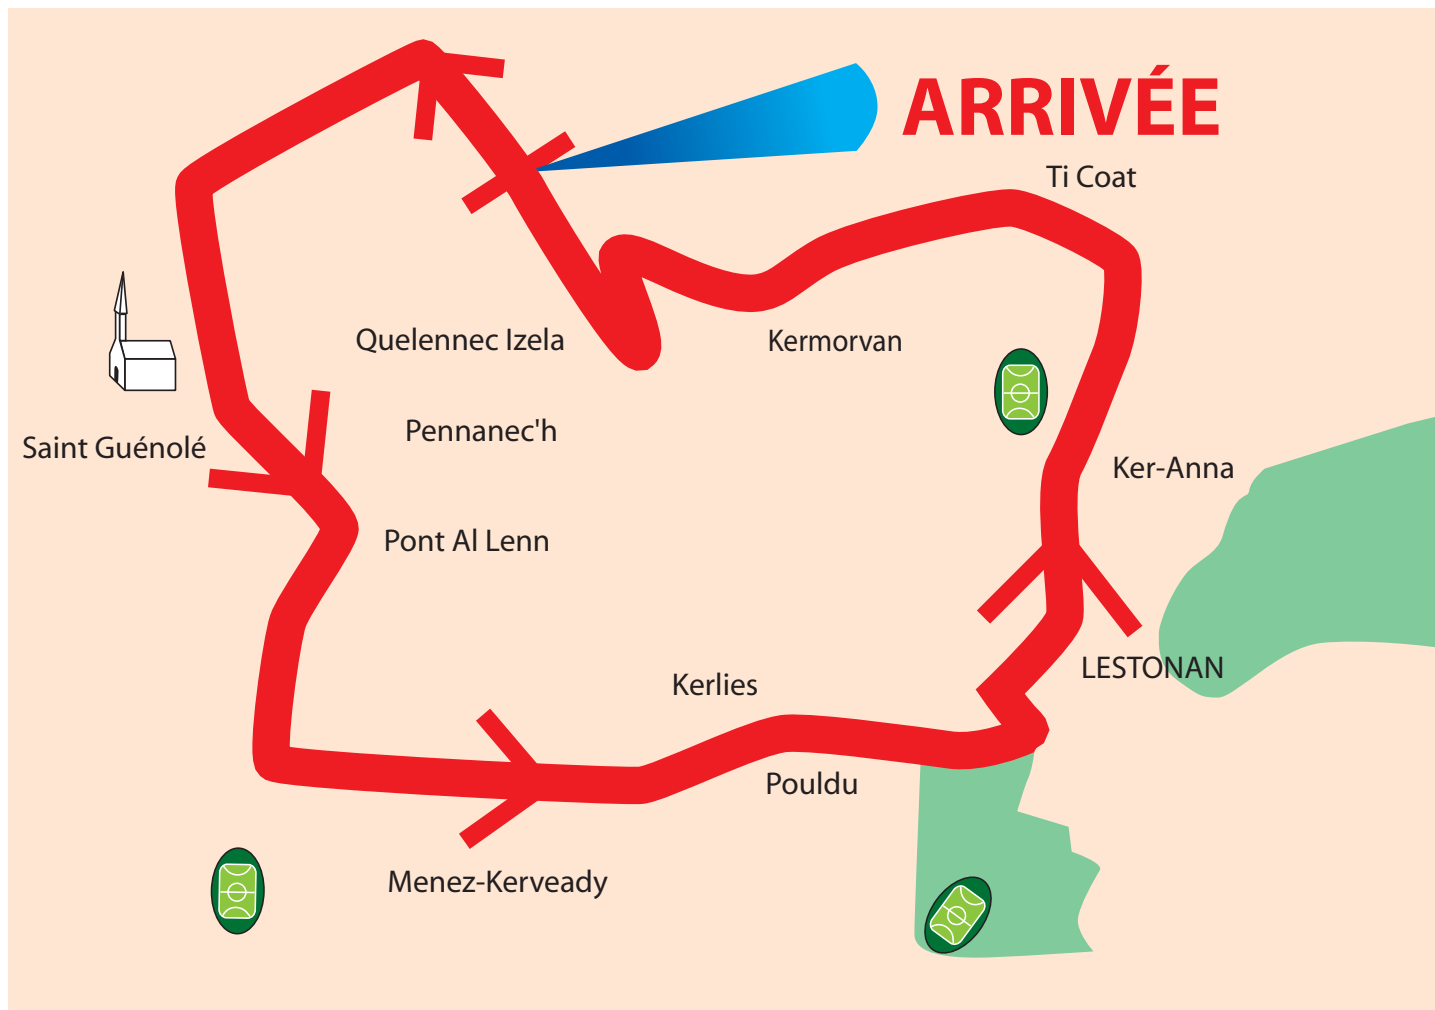 ARRIVÉE
Ti Coat
Quelennec Izela
Kermorvan
Pennanec'h
Saint Guénolé
Ker-Anna
Pont Al Lenn
LESTONAN
Kerlies
Pouldu
Menez-Kerveady